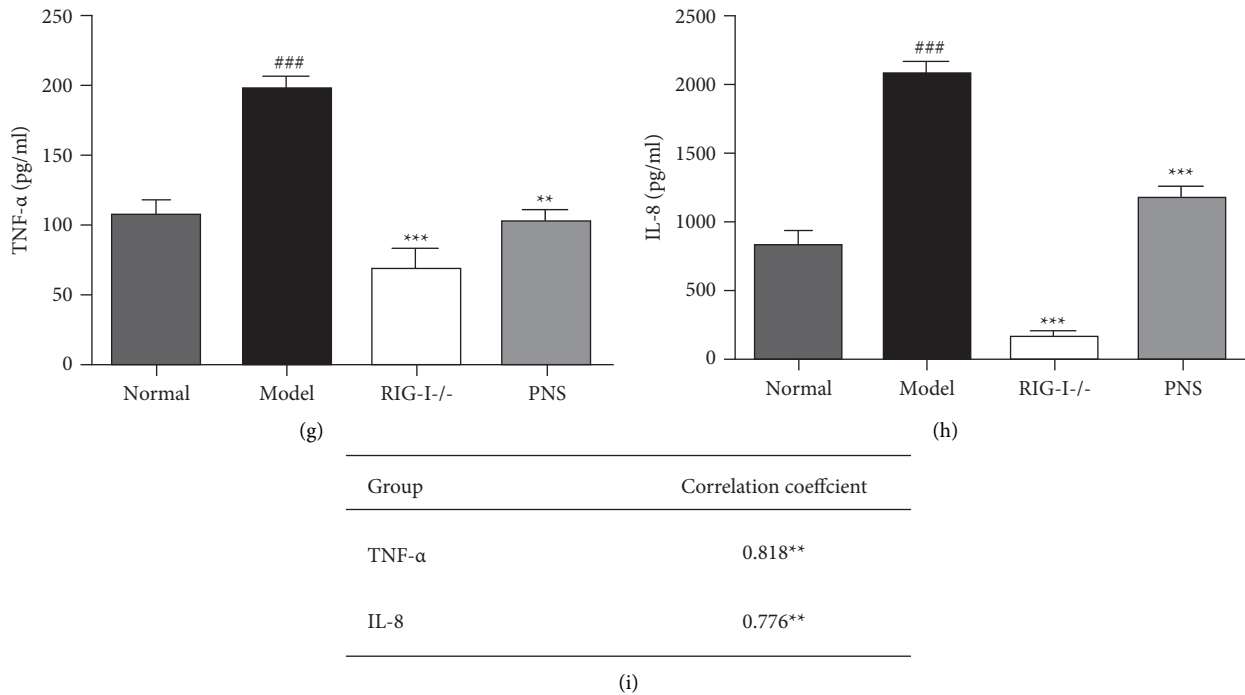 250
200
150
100
50
0
TNF-α (pg/ml)
###
***
**
Normal Model RIG-I-/- PNS
(g)
2500
2000
1500
1000
500
0
IL-8 (pg/ml)
###
***
***
Normal Model RIG-I-/- PNS
(h)
Group Correlation coeffcient
TNF-α 0.818**
IL-8 0.776**
(i)